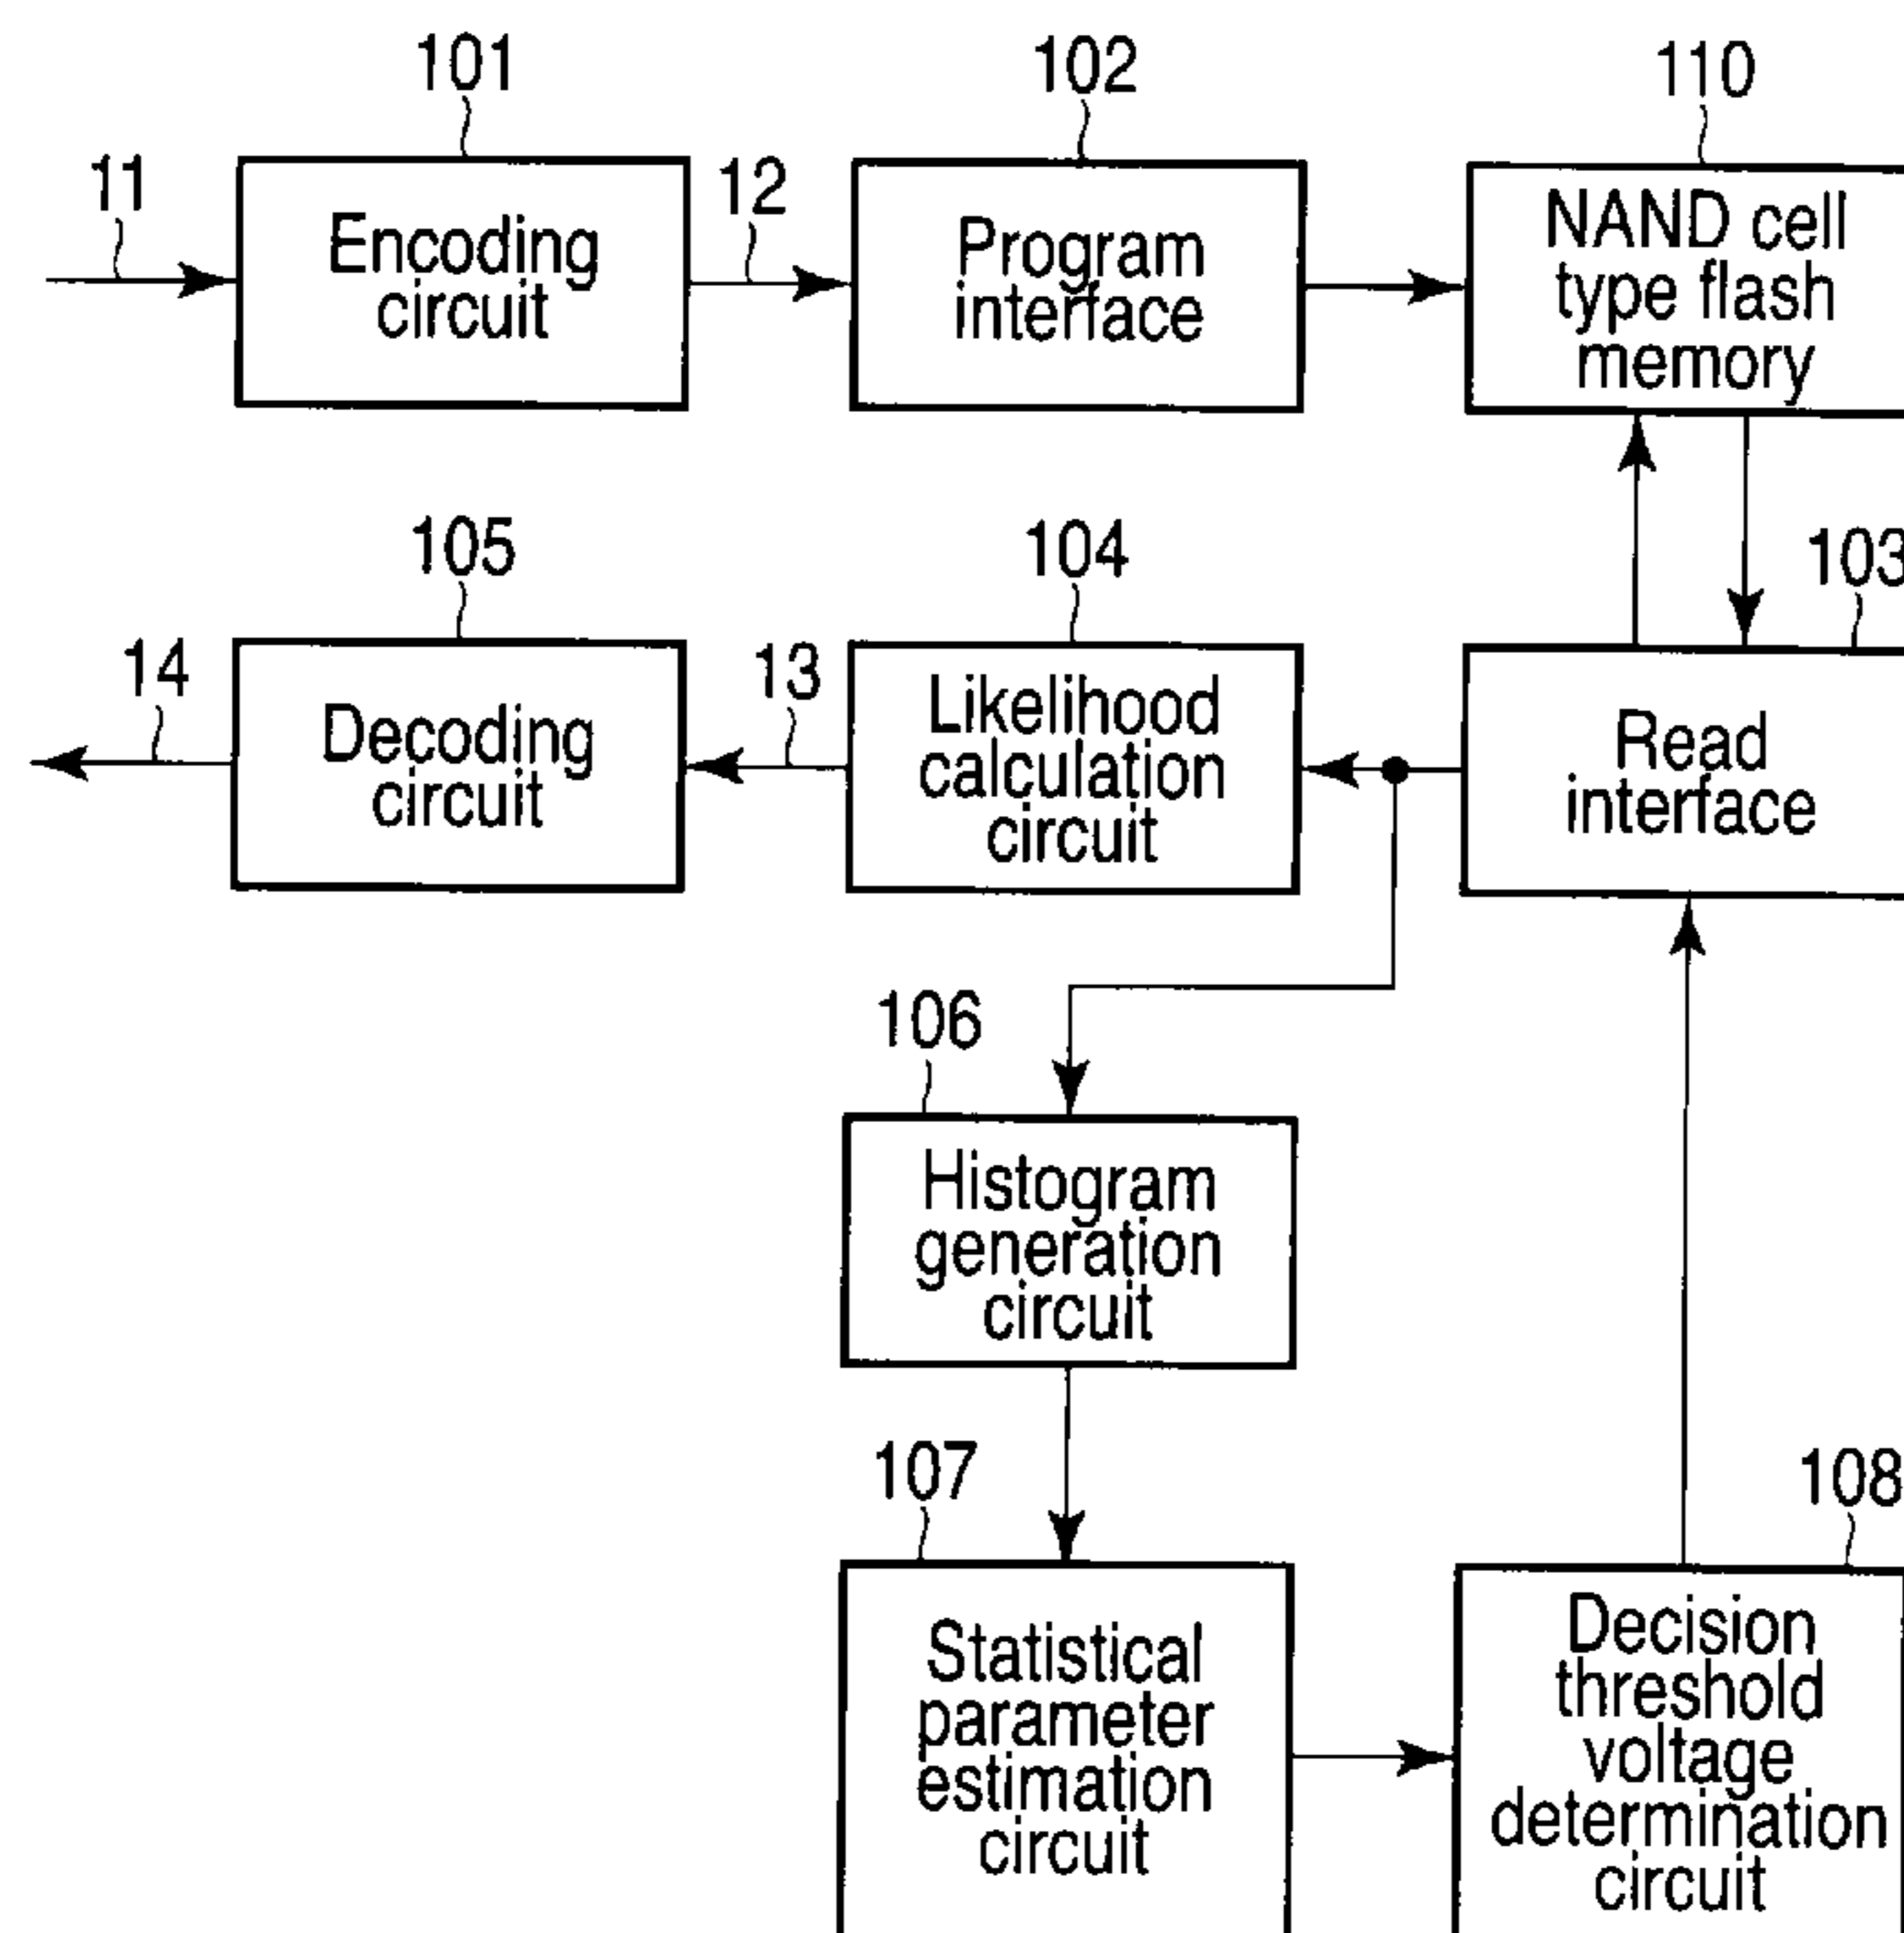 101
102
110
11
Encoding
circuit
12
Program
interface
NAND cell
type flash
memory
105
104
103
14
Decoding
circuit
13
Likelihood
calculation
circuit
Read
interface
106
Histogram
generation
circuit
107
108
Statistical
parameter
estimation
circuit
Decision
threshold
voltage
determination
circuit